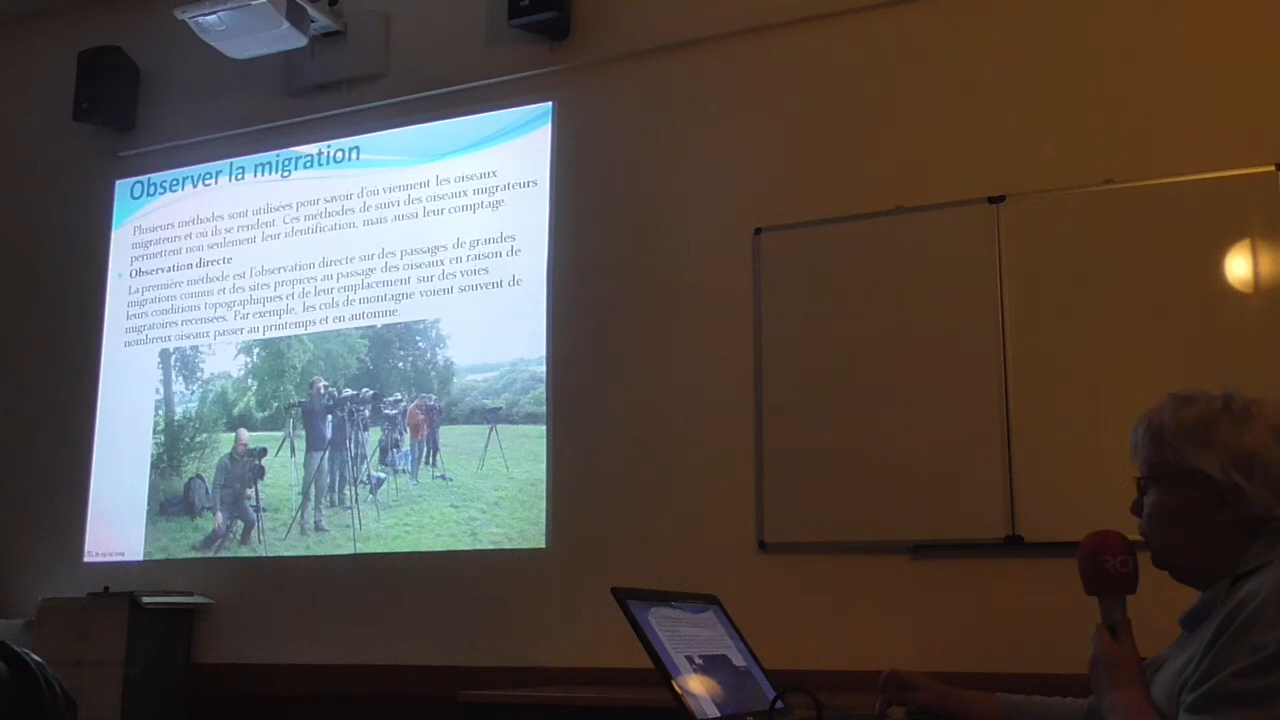 Observer la migration
Plusieurs méthodes sont utilisées pour savoir d'où viennent les oiseaux
migrateurs et où ils se rendent. Ces méthodes de suivi des oiseaux migrateurs
permettent non seulement leur identification, mais aussi leur comptage.
Observation directe
La première méthode est l'observation directe sur des passages de grandes
migrations connus et des sites propices au passage des oiseaux en raison de
leurs conditions topographiques et de leur emplacement sur des voies
migratoires recensées. Par exemple, les cols de montagne voient souvent de
nombreux oiseaux passer au printemps et en automne.
RCF